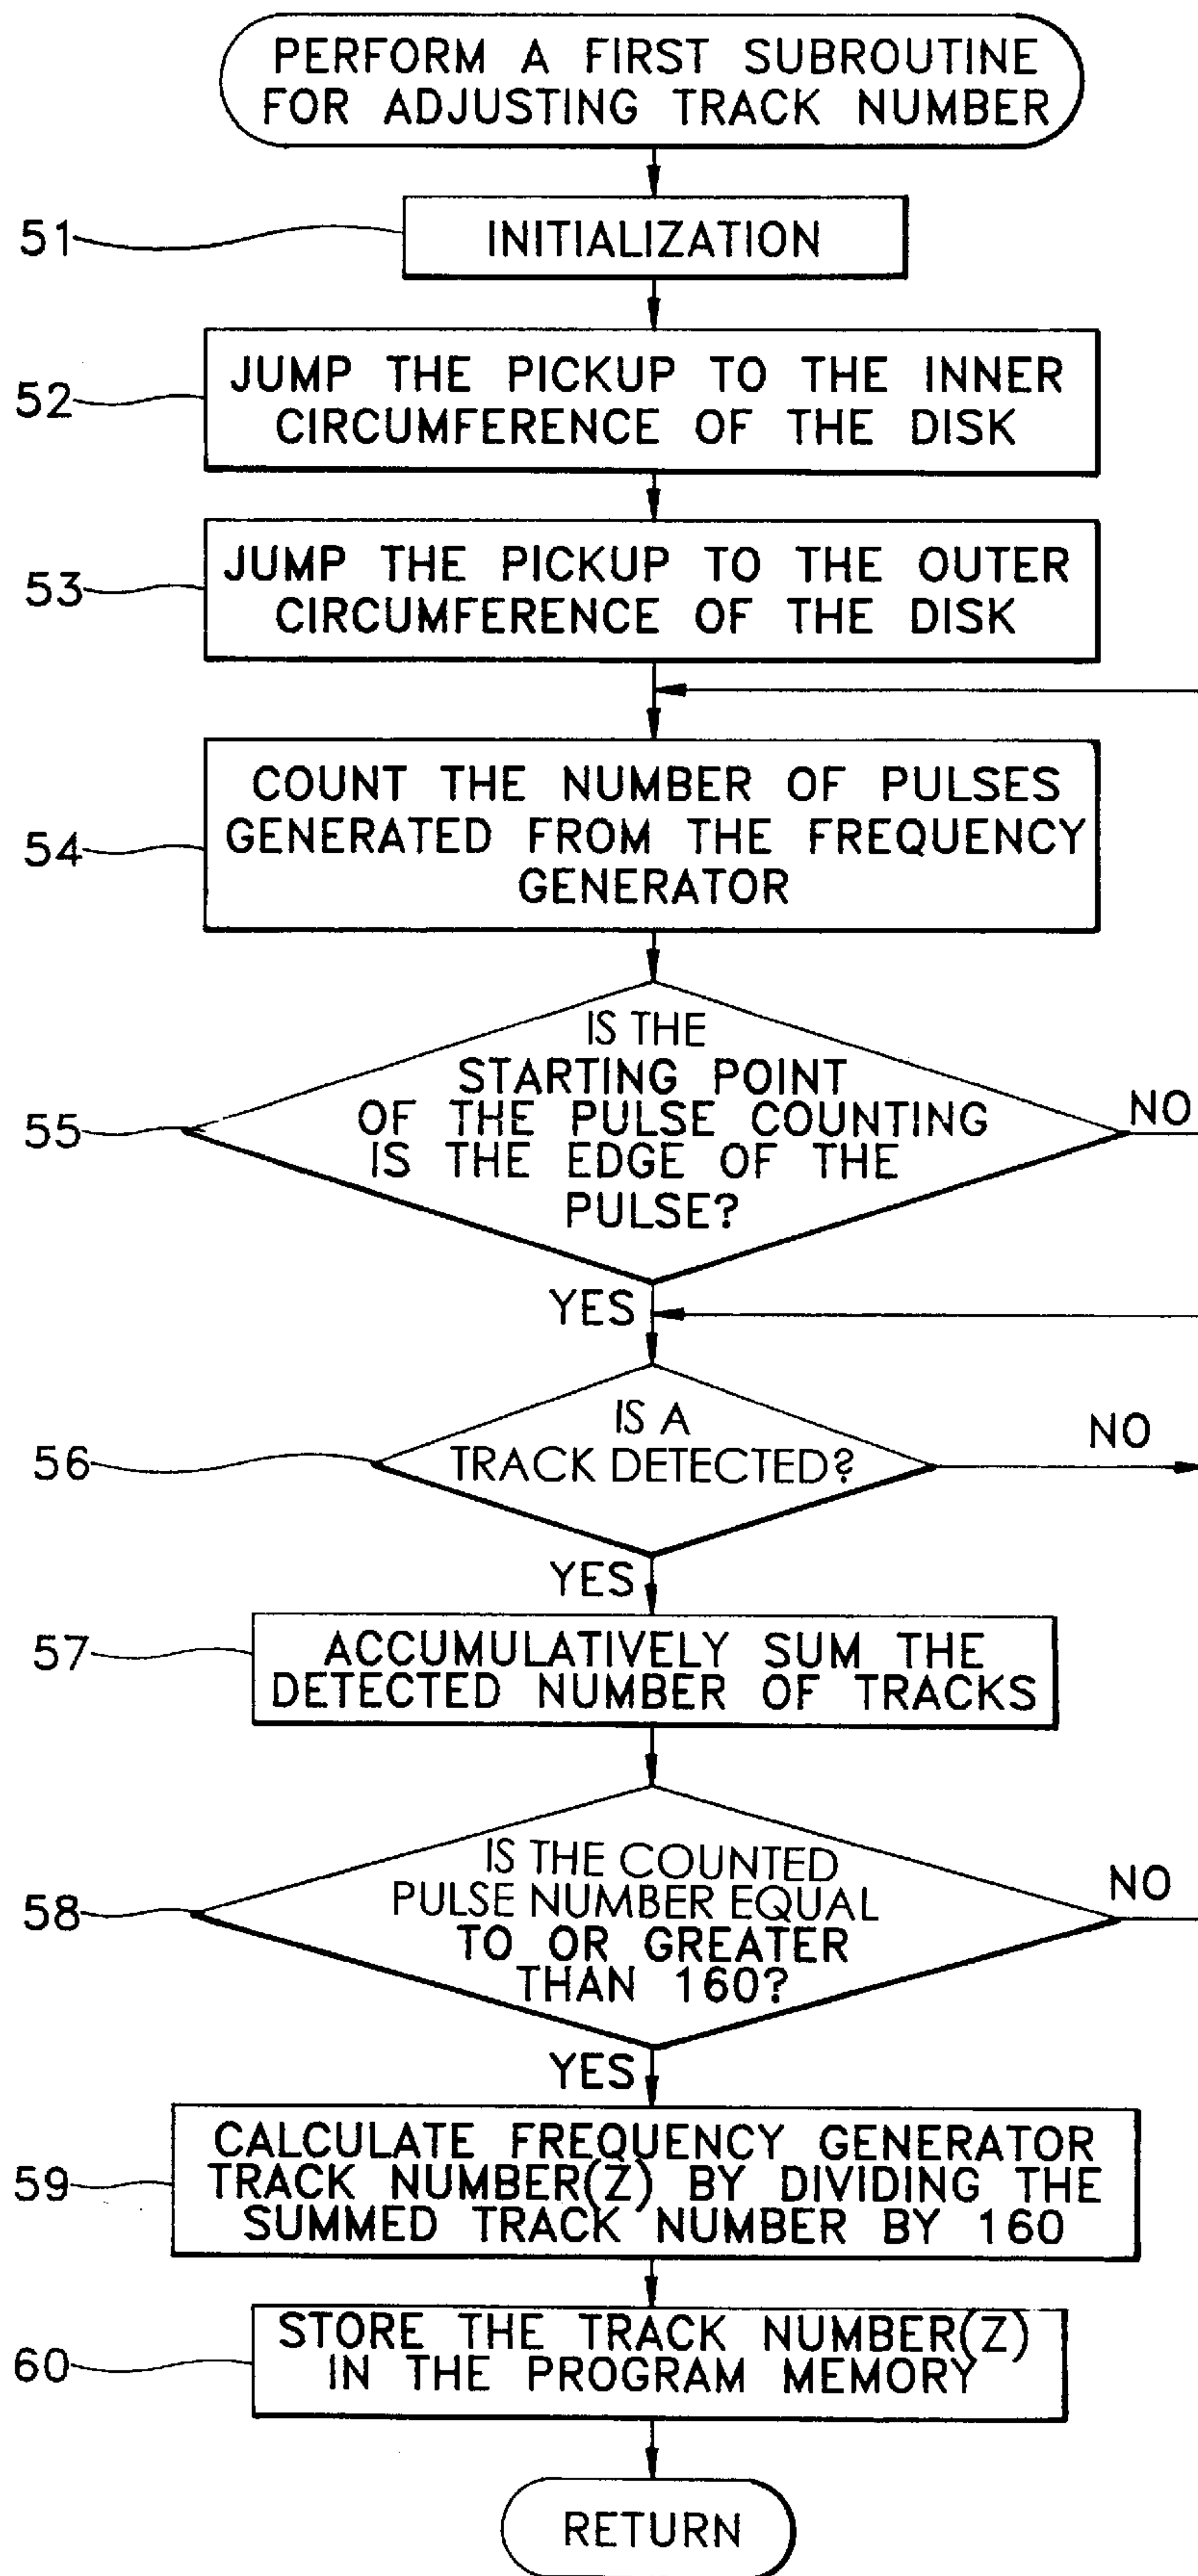 PERFORM A FIRST SUBROUTINE
FOR ADJUSTING TRACK NUMBER
51
INITIALIZATION
52
JUMP THE PICKUP TO THE INNER
CIRCUMFERENCE OF THE DISK
53
JUMP THE PICKUP TO THE OUTER
CIRCUMFERENCE OF THE DISK
54
COUNT THE NUMBER OF PULSES
GENERATED FROM THE FREQUENCY
GENERATOR
55
IS THE
STARTING POINT
OF THE PULSE COUNTING
IS THE EDGE OF THE
PULSE?
NO
YES
56
IS A
TRACK DETECTED?
NO
YES
57
ACCUMULATIVELY SUM THE
DETECTED NUMBER OF TRACKS
58
IS THE COUNTED
PULSE NUMBER EQUAL
TO OR GREATER
THAN 160?
NO
YES
59
CALCULATE FREQUENCY GENERATOR
TRACK NUMBER(Z) BY DIVIDING THE
SUMMED TRACK NUMBER BY 160
60
STORE THE TRACK NUMBER(Z)
IN THE PROGRAM MEMORY
RETURN